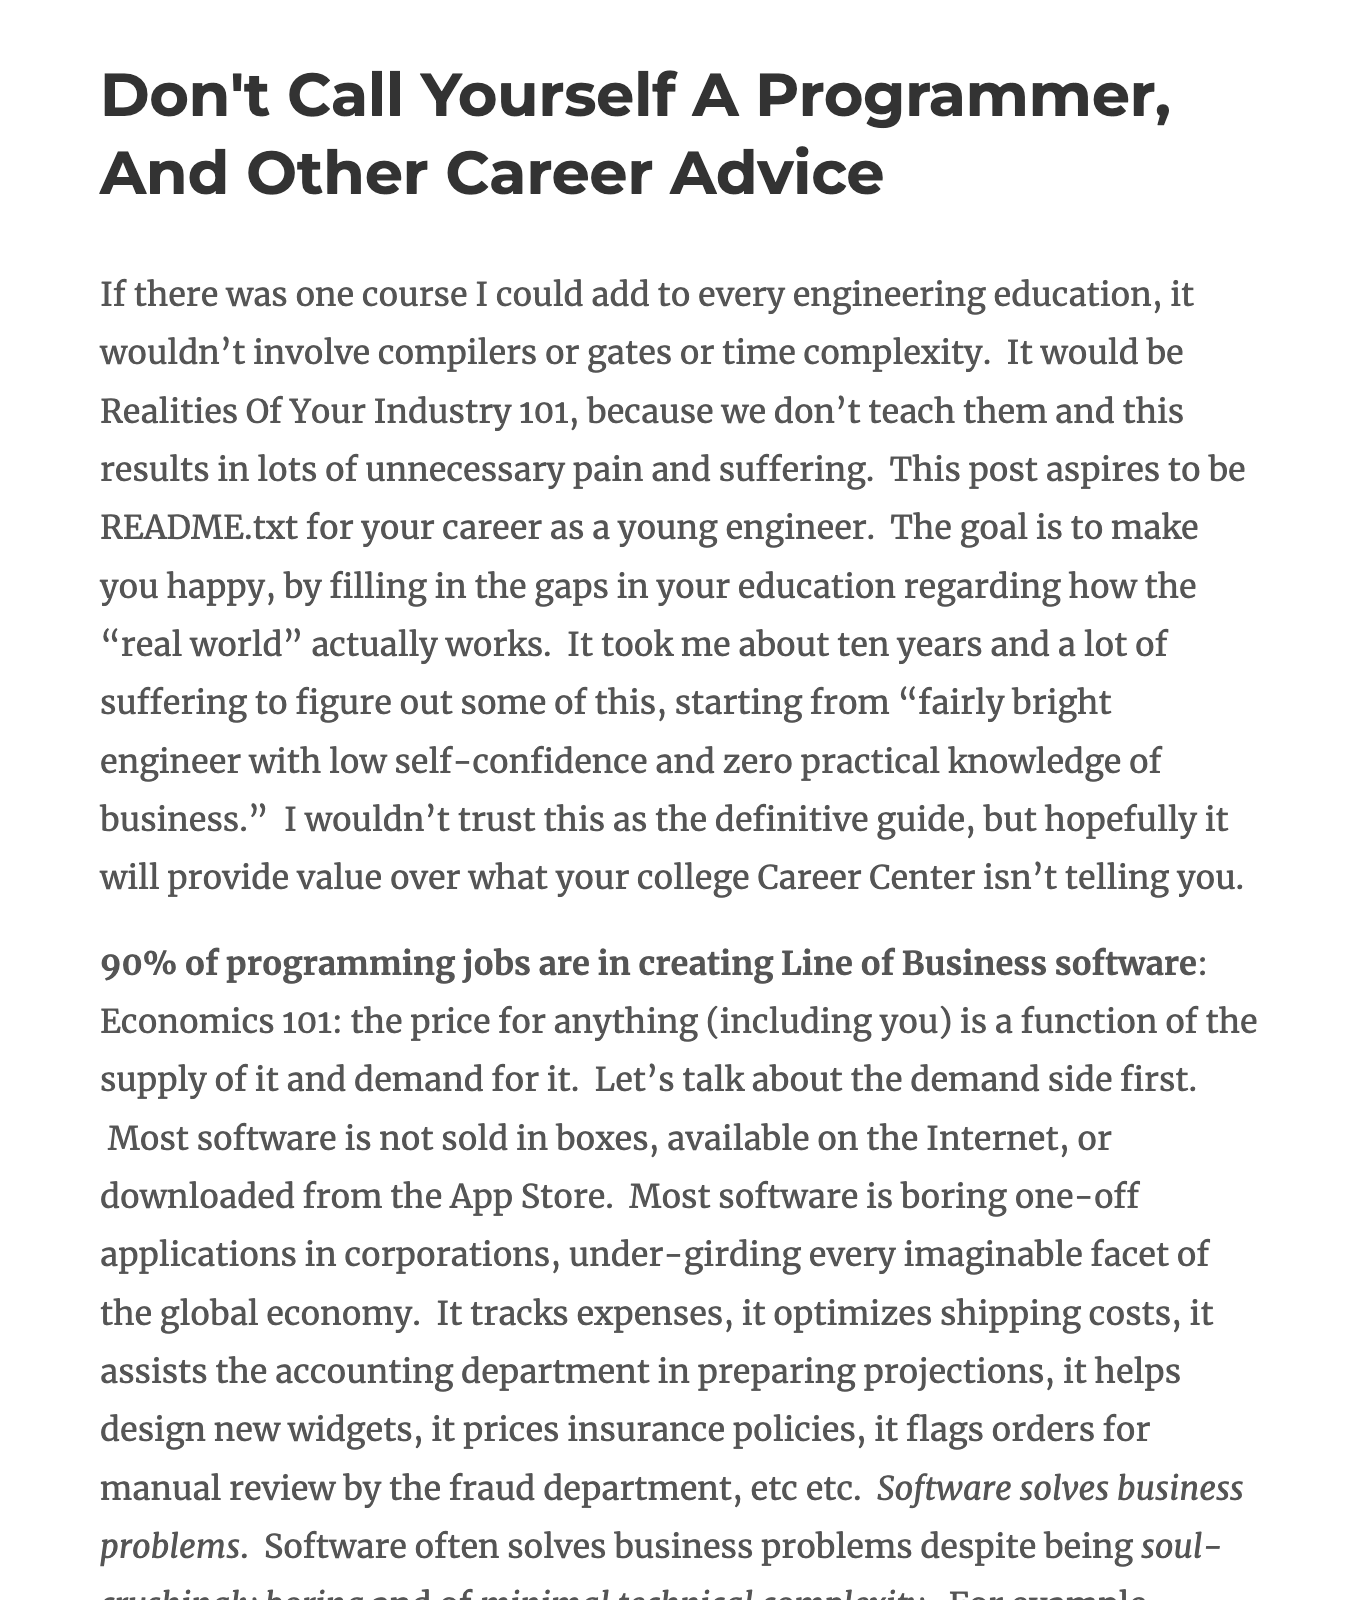 Don't Call Yourself A Programmer,
And Other Career Advice
If there was one course I could add to every engineering education, it
wouldn’t involve compilers or gates or time complexity.  It would be
Realities Of Your Industry 101, because we don’t teach them and this
results in lots of unnecessary pain and suffering.  This post aspires to be
README.txt for your career as a young engineer.  The goal is to make
you happy, by filling in the gaps in your education regarding how the
“real world” actually works.  It took me about ten years and a lot of
suffering to figure out some of this, starting from “fairly bright
engineer with low self-confidence and zero practical knowledge of
business.”  I wouldn’t trust this as the definitive guide, but hopefully it
will provide value over what your college Career Center isn’t telling you.
90% of programming jobs are in creating Line of Business software:
Economics 101: the price for anything (including you) is a function of the
supply of it and demand for it.  Let’s talk about the demand side first.
Most software is not sold in boxes, available on the Internet, or
downloaded from the App Store.  Most software is boring one-off
applications in corporations, under-girding every imaginable facet of
the global economy.  It tracks expenses, it optimizes shipping costs, it
assists the accounting department in preparing projections, it helps
design new widgets, it prices insurance policies, it flags orders for
manual review by the fraud department, etc etc.  Software solves business
problems.  Software often solves business problems despite being soul-
crushingly boring and of minimal technical complexity.  For example,